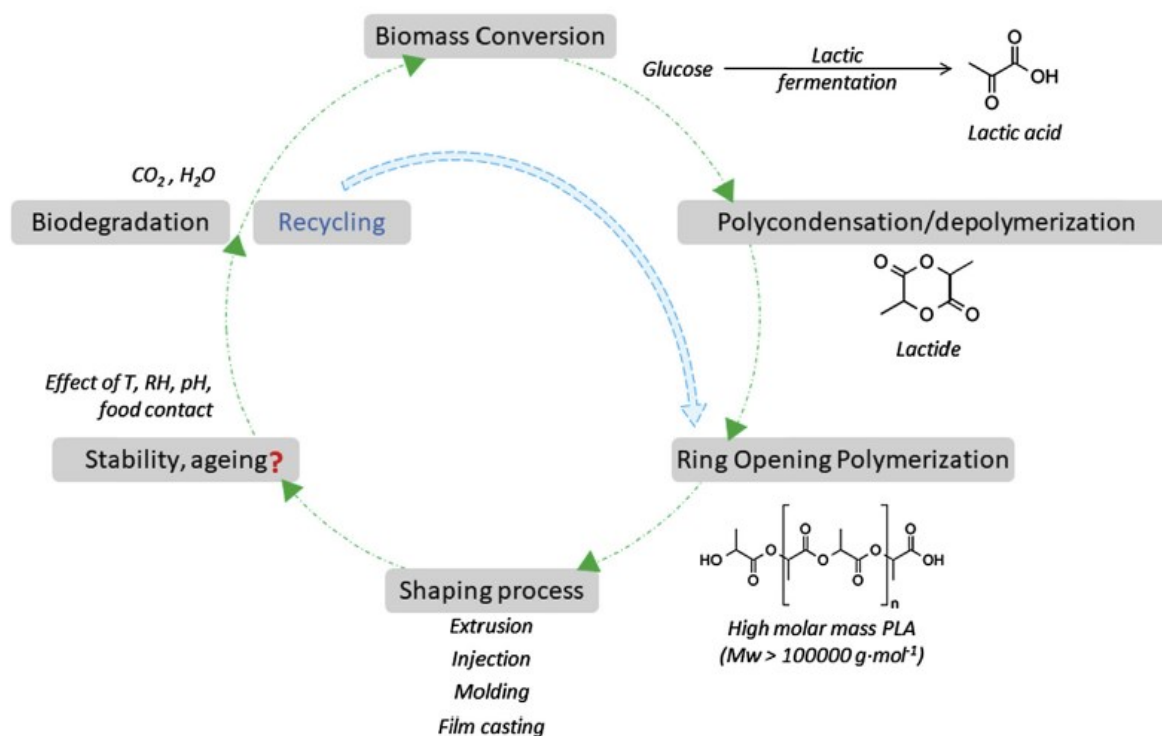 Biomass Conversion
Glucose
Lactic
fermentation
O
OH
O
Lactic acid
CO₂ , H₂O
Biodegradation
Recycling
Polycondensation/depolymerization
O
O
O
O
Lactide
Effect of T, RH, pH,
food contact
Stability, ageing?
Ring Opening Polymerization
O
O
O
HO
O
O
OH
O
O
n
High molar mass PLA
(Mw > 100000 g·mol⁻¹)
Shaping process
Extrusion
Injection
Molding
Film casting